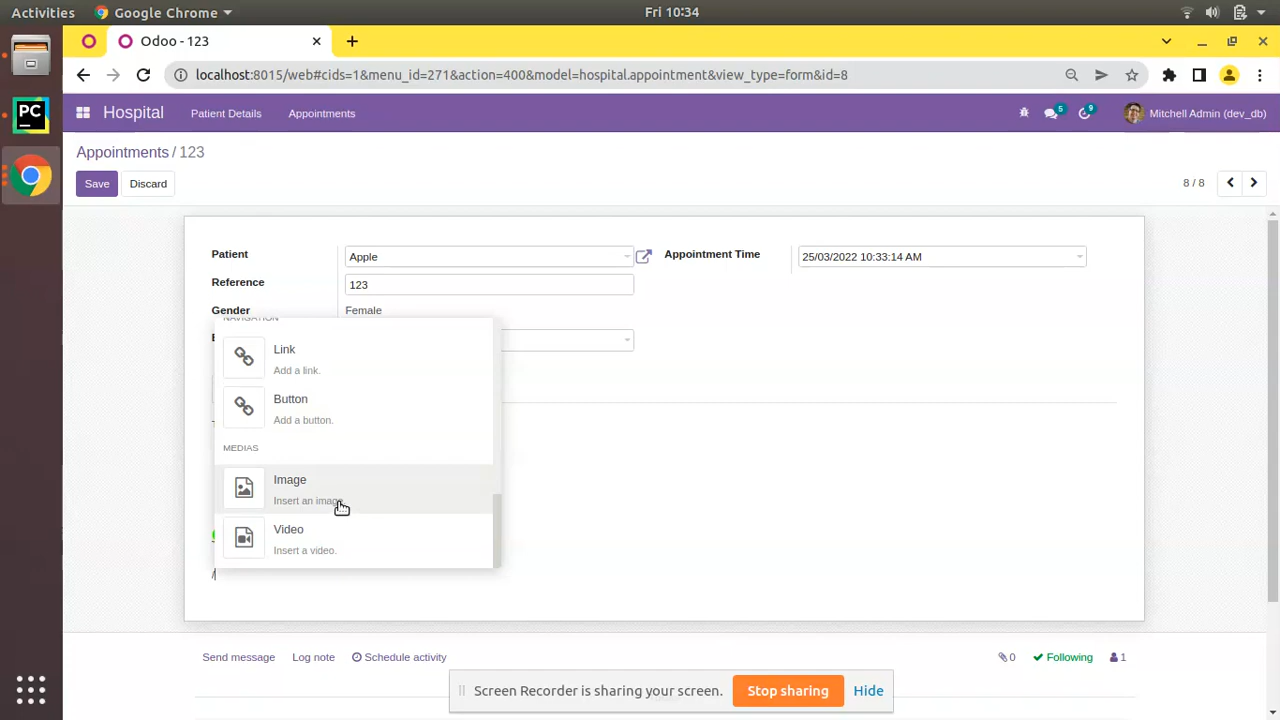 Activities Google Chrome Fri 10:34
Odoo - 123
localhost:8015/web#cids=1&menu_id=271&action=400&model=hospital.appointment&view_type=form&id=8
Hospital Patient Details Appointments 5 9 Mitchell Admin (dev_db)
Appointments / 123
Save Discard 8 / 8
Patient Apple Appointment Time 25/03/2022 10:33:14 AM
Reference 123
Gender Female
NAVIGATION
Link
Add a link.
Button
Add a button.
MEDIAS
Image
Insert an image.
Video
Insert a video.
/
Send message Log note Schedule activity 0 Following 1
Screen Recorder is sharing your screen. Stop sharing Hide
PC